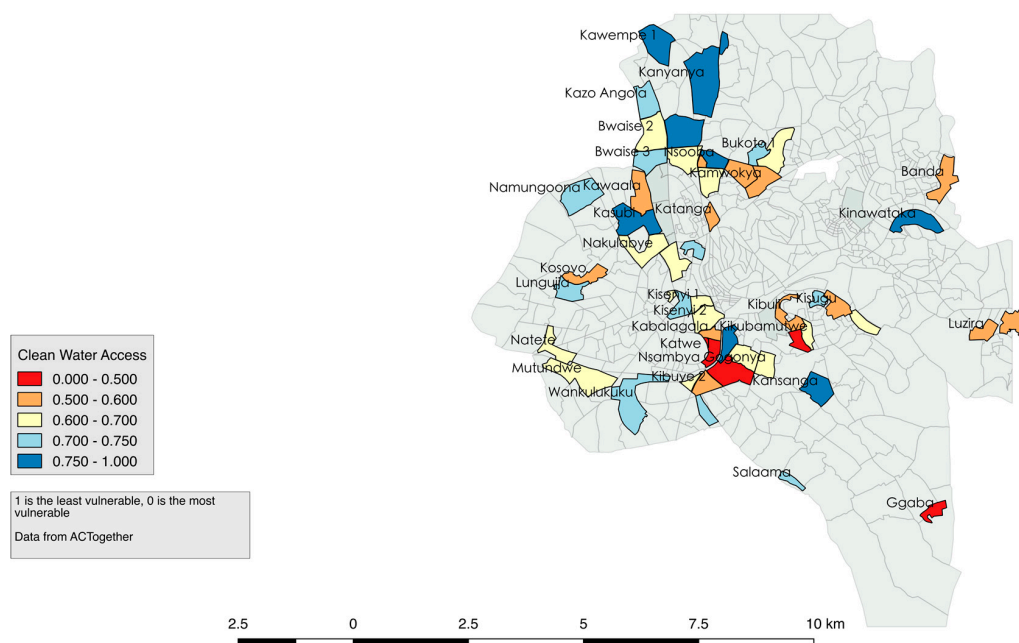 Kawempe 1
Kanyanya
Kazo Angola
Bwaise 2
Bukoto 1
Bwaise 3
Nsooba
Kamwokya
Banda
Namungoona
Kawaala
Kasubi
Katanga
Kinawataka
Nakulabye
Kosovo
Lungujja
Kisenyi 1
Kibuli
Kisugu
Kisenyi 2
Kabalagala
Kikubamutwe
Luzira
Natete
Katwe
Nsambya Gogonya
Mutundwe
Kibuye 2
Kansanga
Wankulukuku
Salaama
Ggaba
Clean Water Access
0.000 - 0.500
0.500 - 0.600
0.600 - 0.700
0.700 - 0.750
0.750 - 1.000
1 is the least vulnerable, 0 is the most
vulnerable
Data from ACTogether
2.5 0 2.5 5 7.5 10 km